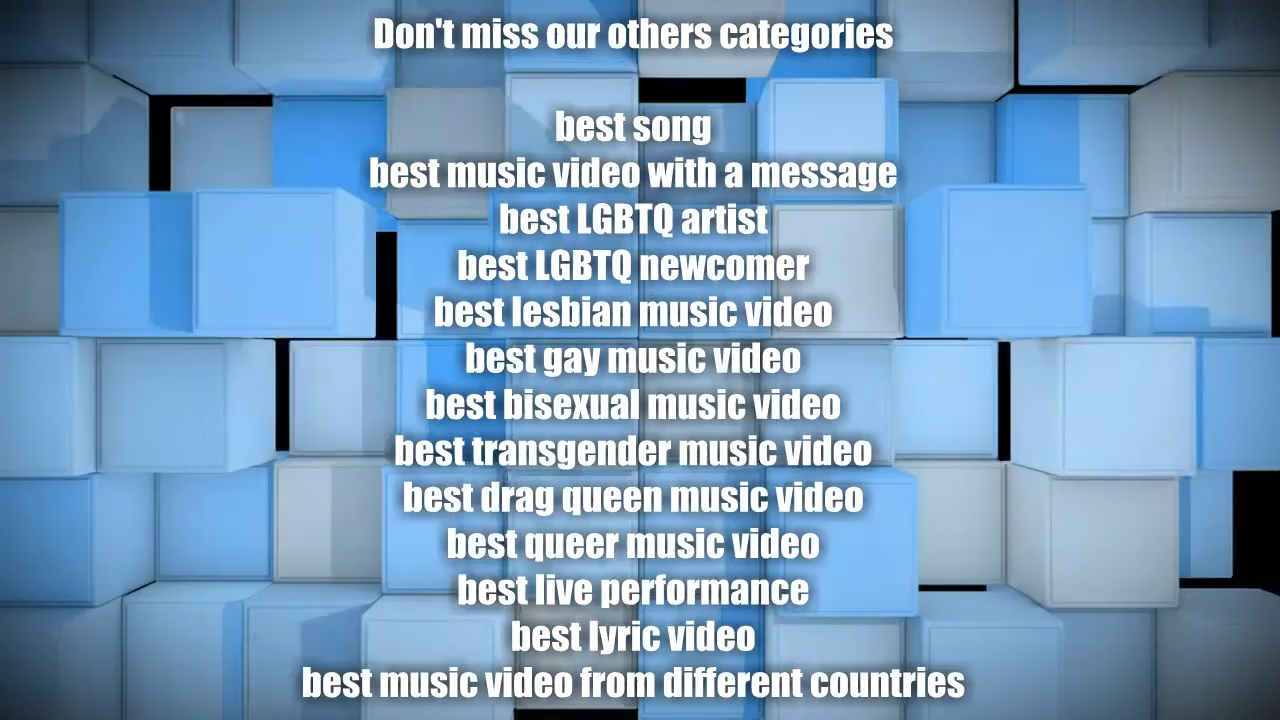 Don't miss our others categories
best song
best music video with a message
best LGBTQ artist
best LGBTQ newcomer
best lesbian music video
best gay music video
best bisexual music video
best transgender music video
best drag queen music video
best queer music video
best live performance
best lyric video
best music video from different countries